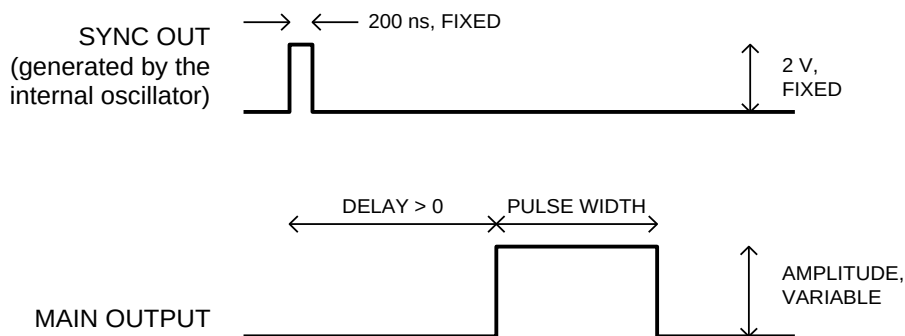 200 ns, FIXED
SYNC OUT
(generated by the
internal oscillator)
2 V,
FIXED
DELAY > 0
PULSE WIDTH
AMPLITUDE,
VARIABLE
MAIN OUTPUT